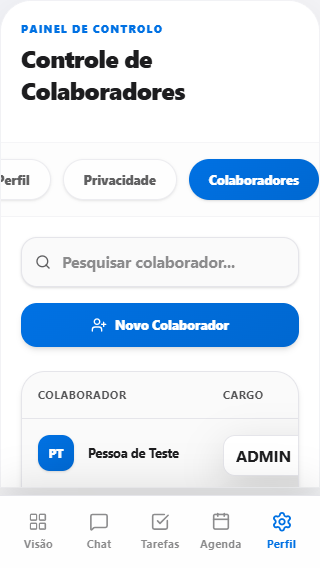 PAINEL DE CONTROLO
Controle de
Colaboradores
Perfil
Privacidade
Colaboradores
Pesquisar colaborador...
Novo Colaborador
COLABORADOR
CARGO
PT
Pessoa de Teste
ADMIN
Visão
Chat
Tarefas
Agenda
Perfil